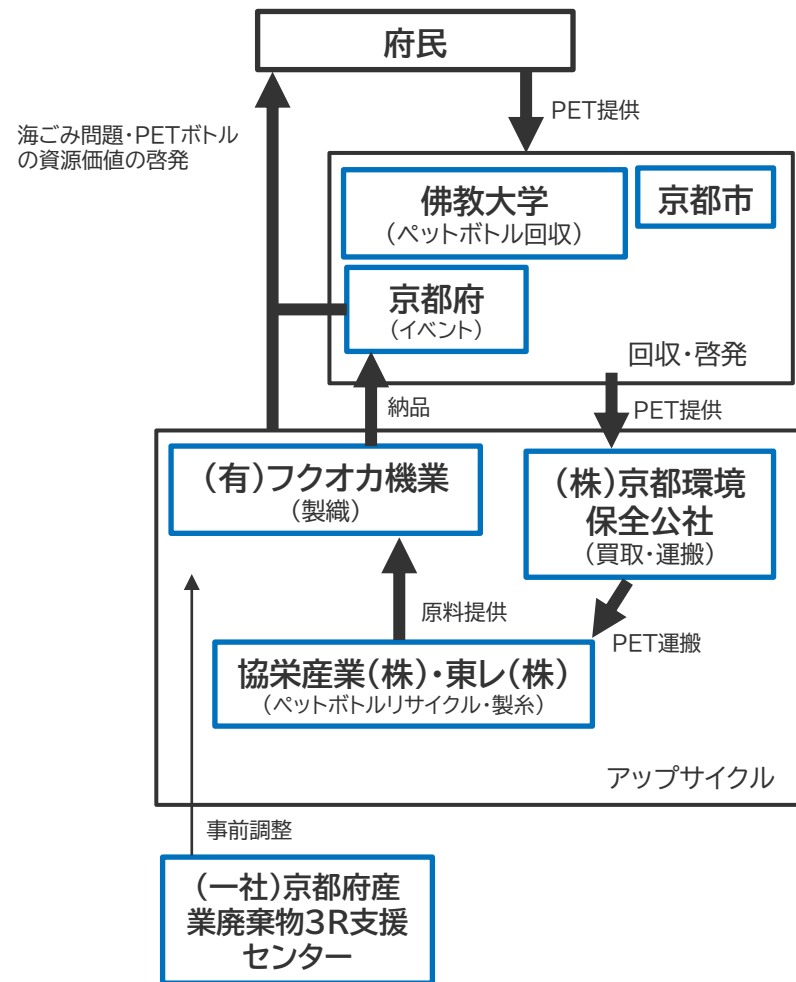 府民
PET提供
海ごみ問題・PETボトル
の資源価値の啓発
佛教大学
（ペットボトル回収）
京都市
京都府
（イベント）
回収・啓発
納品
PET提供
（有）フクオカ機業
（製織）
（株）京都環境
保全公社
（買取・運搬）
原料提供
PET運搬
協栄産業（株）・東レ（株）
（ペットボトルリサイクル・製糸）
アップサイクル
事前調整
（一社）京都府産
業廃棄物3R支援
センター